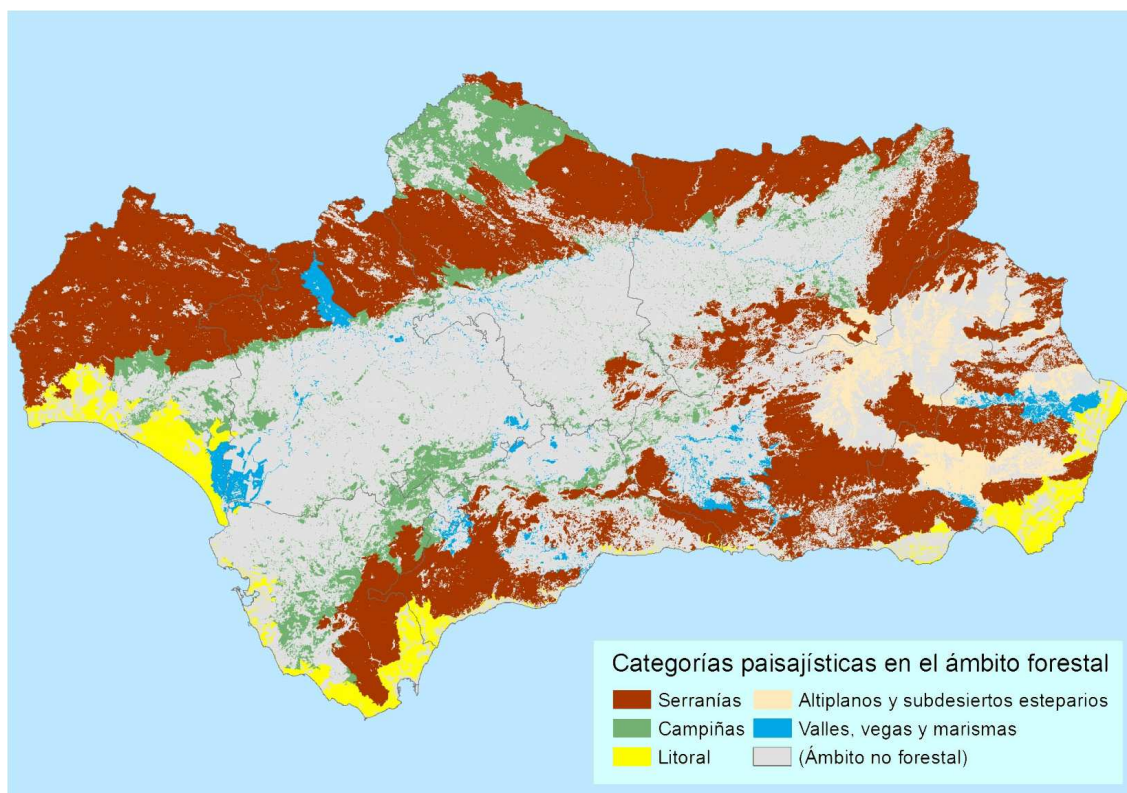 Categorías paisajísticas en el ámbito forestal
Serranías
Altiplanos y subdesiertos esteparios
Campiñas
Valles, vegas y marismas
Litoral
(Ámbito no forestal)